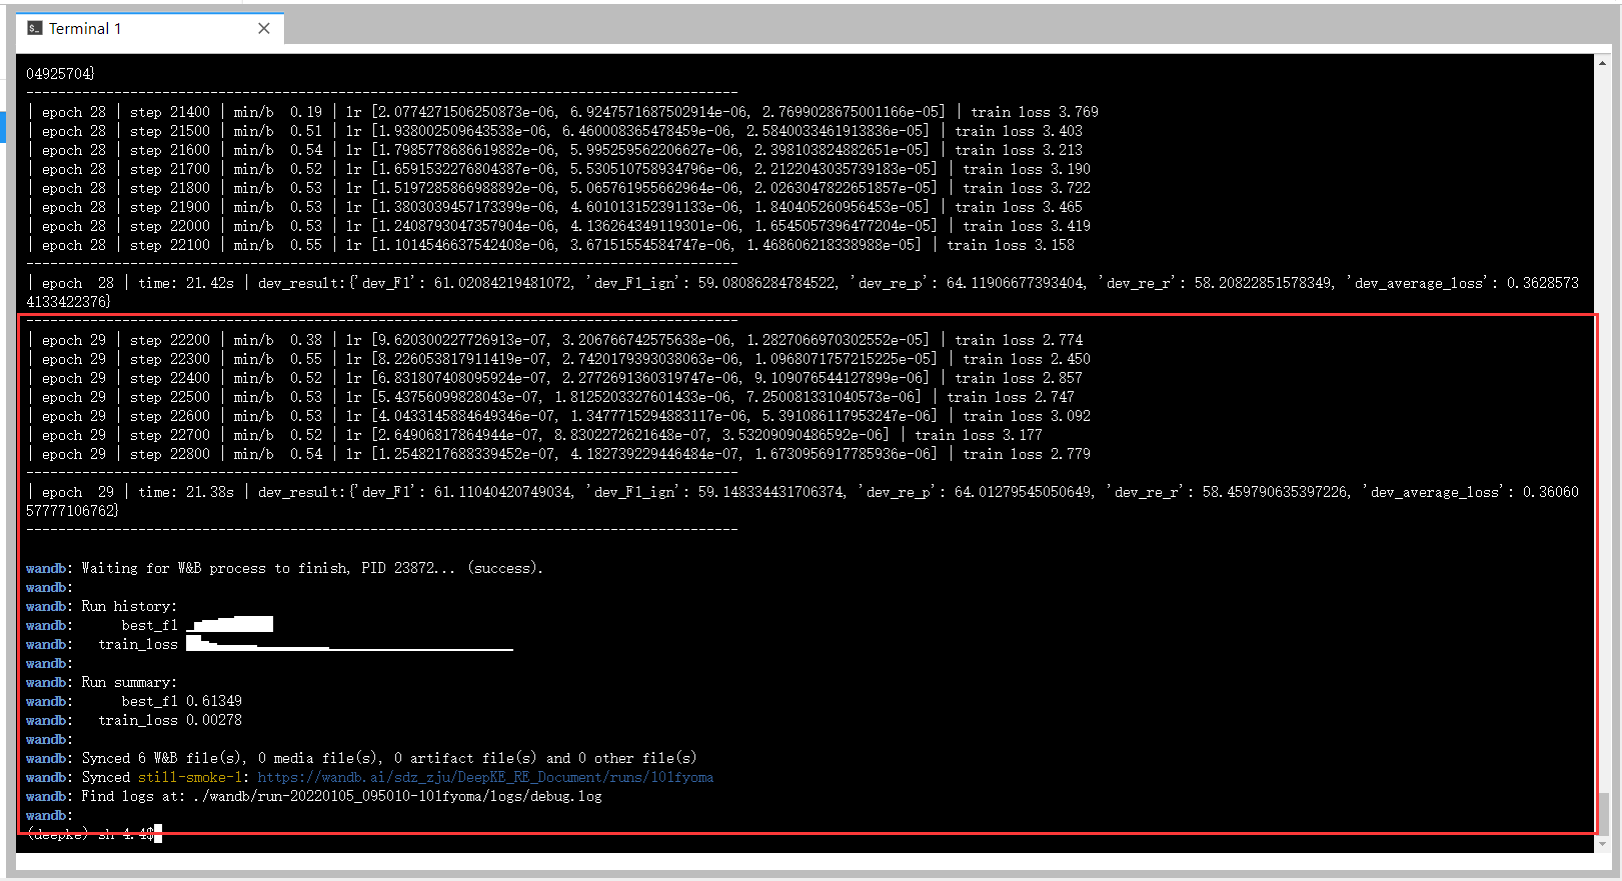 Terminal 1
04925704}
-----------------------------------------------------------------------------------------
| epoch 28 | step 21400 | min/b  0.19 | lr [2.0774271506250873e-06, 6.9247571687502914e-06, 2.7699028675001166e-05] | train loss 3.769
| epoch 28 | step 21500 | min/b  0.51 | lr [1.938002509643538e-06, 6.460008365478459e-06, 2.5840033461913836e-05] | train loss 3.403
| epoch 28 | step 21600 | min/b  0.54 | lr [1.7985778686619882e-06, 5.995259562206627e-06, 2.398103824882651e-05] | train loss 3.213
| epoch 28 | step 21700 | min/b  0.52 | lr [1.6591532276804387e-06, 5.530510758934796e-06, 2.2122043035739183e-05] | train loss 3.190
| epoch 28 | step 21800 | min/b  0.53 | lr [1.5197285866988892e-06, 5.065761955662964e-06, 2.0263047822651857e-05] | train loss 3.722
| epoch 28 | step 21900 | min/b  0.53 | lr [1.3803039457173399e-06, 4.601013152391133e-06, 1.840405260956453e-05] | train loss 3.465
| epoch 28 | step 22000 | min/b  0.53 | lr [1.2408793047357904e-06, 4.136264349119301e-06, 1.6545057396477204e-05] | train loss 3.419
| epoch 28 | step 22100 | min/b  0.55 | lr [1.1014546637542408e-06, 3.67151554584747e-06, 1.468606218338988e-05] | train loss 3.158
-----------------------------------------------------------------------------------------
| epoch  28 | time: 21.42s | dev_result:{'dev_F1': 61.02084219481072, 'dev_F1_ign': 59.08086284784522, 'dev_re_p': 64.11906677393404, 'dev_re_r': 58.20822851578349, 'dev_average_loss': 0.3628573
4133422376}
-----------------------------------------------------------------------------------------
| epoch 29 | step 22200 | min/b  0.38 | lr [9.620300227726913e-07, 3.206766742575638e-06, 1.2827066970302552e-05] | train loss 2.774
| epoch 29 | step 22300 | min/b  0.55 | lr [8.226053817911419e-07, 2.7420179393038063e-06, 1.0968071757215225e-05] | train loss 2.450
| epoch 29 | step 22400 | min/b  0.52 | lr [6.831807408095924e-07, 2.2772691360319747e-06, 9.109076544127899e-06] | train loss 2.857
| epoch 29 | step 22500 | min/b  0.53 | lr [5.43756099828043e-07, 1.8125203327601433e-06, 7.250081331040573e-06] | train loss 2.747
| epoch 29 | step 22600 | min/b  0.53 | lr [4.0433145884649346e-07, 1.3477715294883117e-06, 5.391086117953247e-06] | train loss 3.092
| epoch 29 | step 22700 | min/b  0.52 | lr [2.64906817864944e-07, 8.8302272621648e-07, 3.53209090486592e-06] | train loss 3.177
| epoch 29 | step 22800 | min/b  0.54 | lr [1.2548217688339452e-07, 4.182739229446484e-07, 1.6730956917785936e-06] | train loss 2.779
-----------------------------------------------------------------------------------------
| epoch  29 | time: 21.38s | dev_result:{'dev_F1': 61.11040420749034, 'dev_F1_ign': 59.148334431706374, 'dev_re_p': 64.01279545050649, 'dev_re_r': 58.459790635397226, 'dev_average_loss': 0.36060
57777106762}
-----------------------------------------------------------------------------------------
wandb: Waiting for W&B process to finish, PID 23872... (success).
wandb:
wandb: Run history:
wandb:      best_f1
wandb:   train_loss
wandb:
wandb: Run summary:
wandb:      best_f1 0.61349
wandb:   train_loss 0.00278
wandb:
wandb: Synced 6 W&B file(s), 0 media file(s), 0 artifact file(s) and 0 other file(s)
wandb: Synced still-smoke-1: https://wandb.ai/sdz_zju/DeepKE_RE_Document/runs/101fyoma
wandb: Find logs at: ./wandb/run-20220105_095010-101fyoma/logs/debug.log
wandb:
(deepke) sh-4.4$